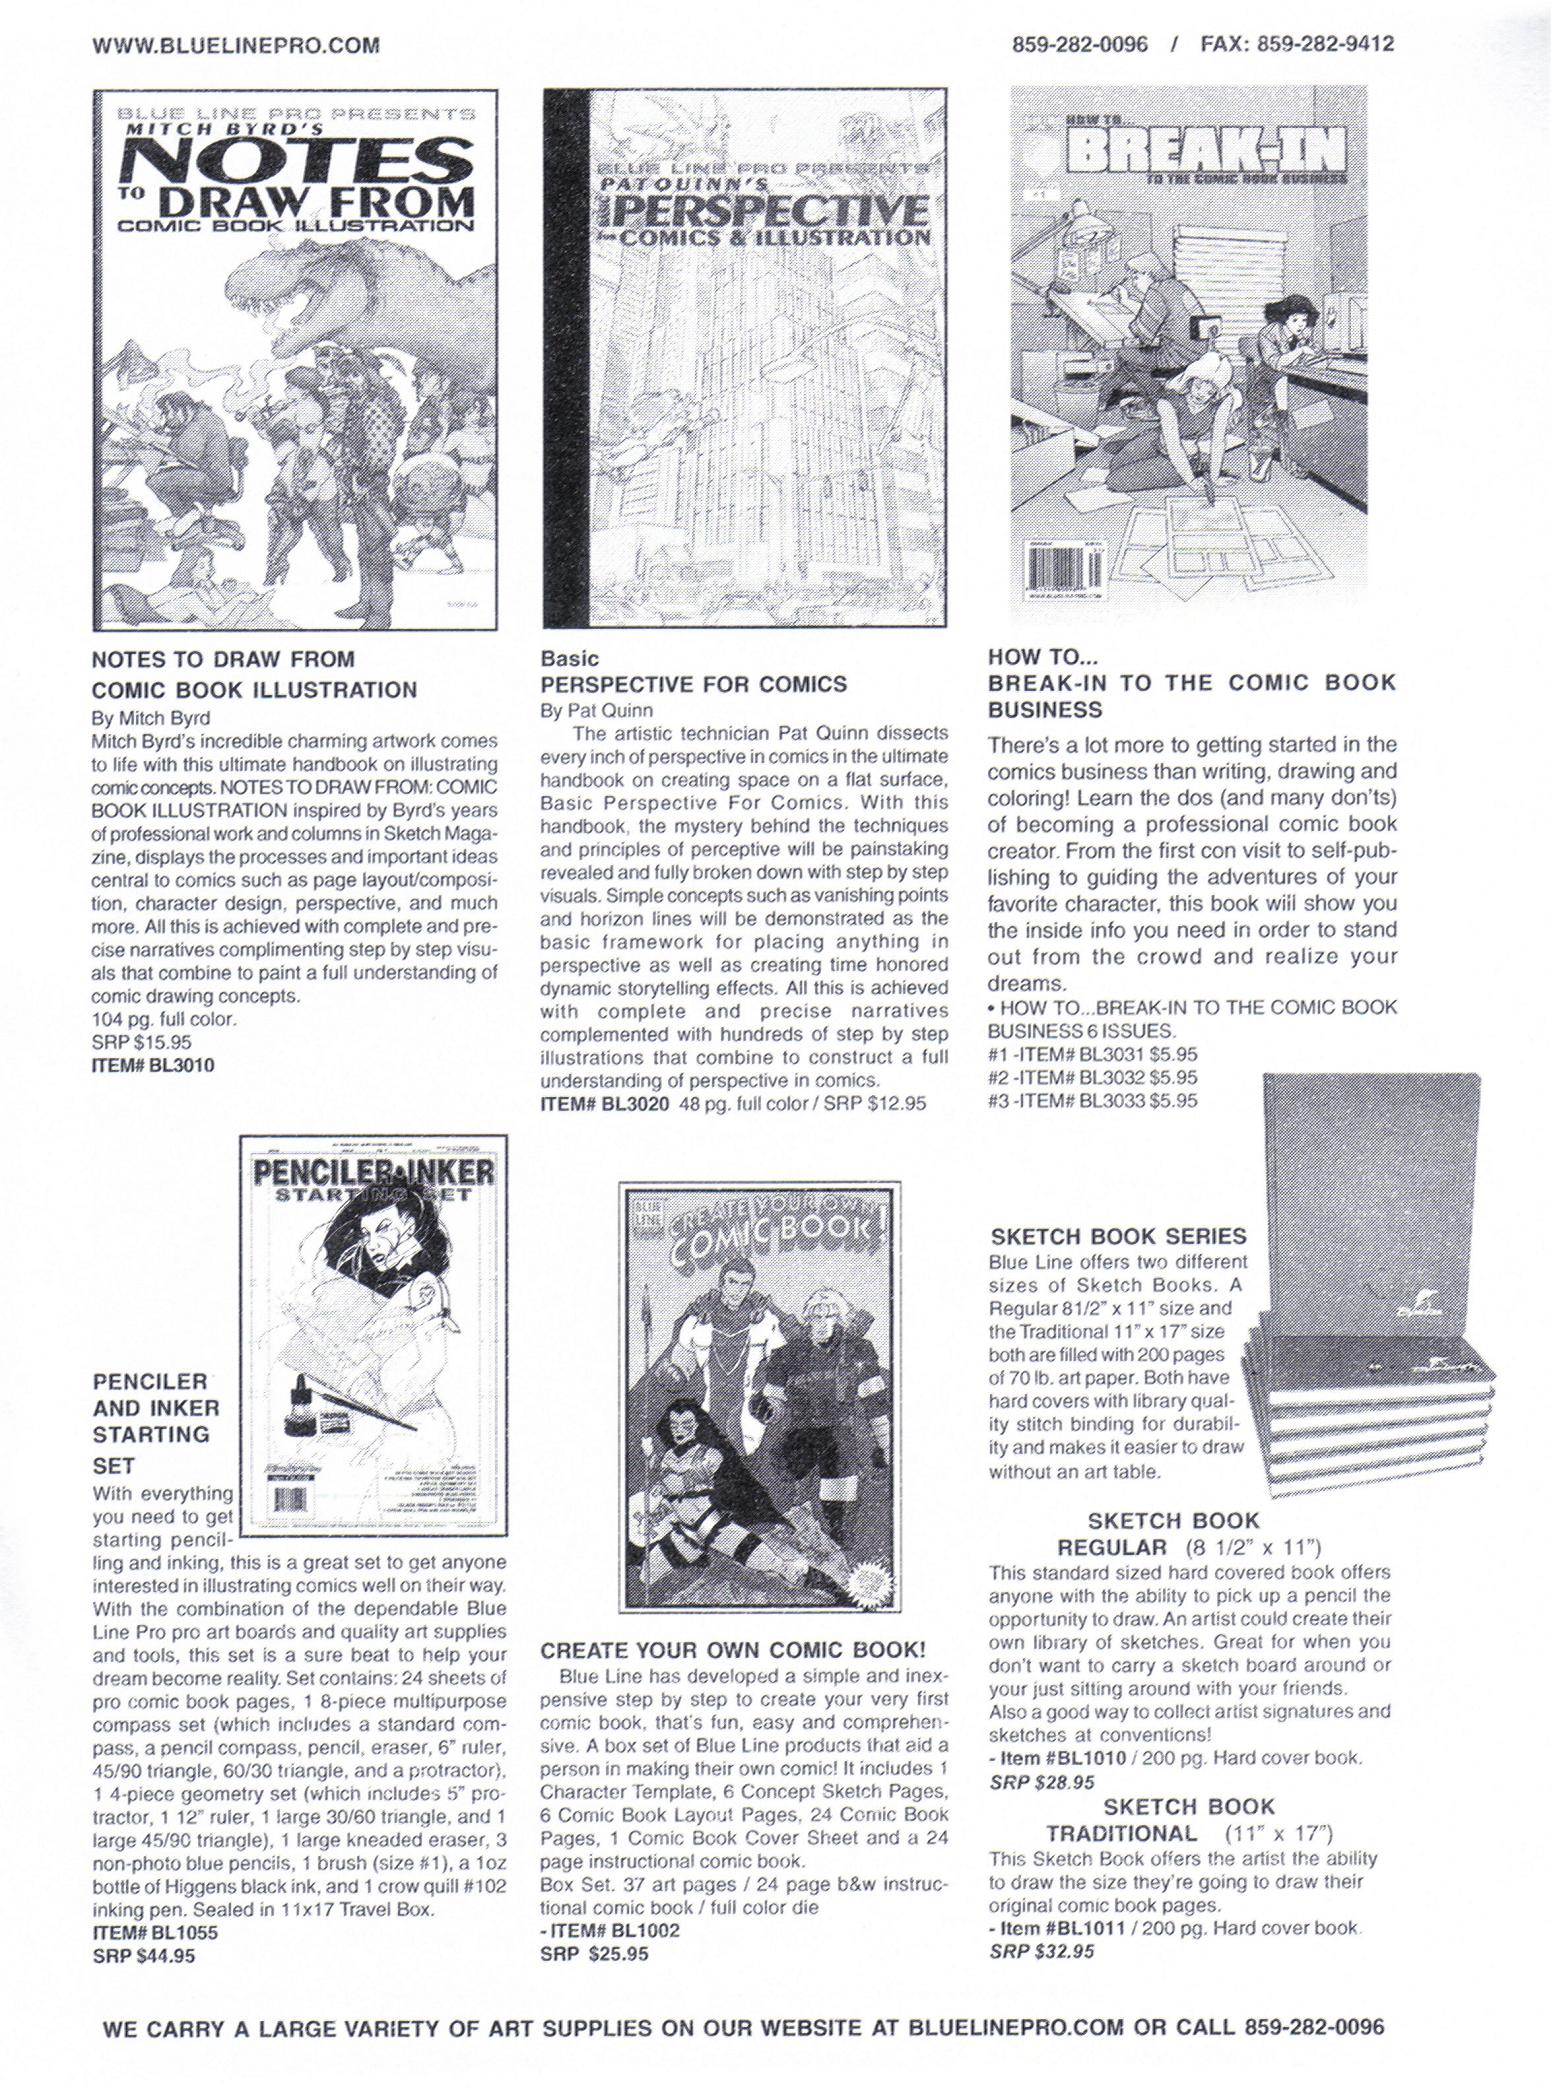 WWW.BLUELINEPRO.COM
859-282-0096 / FAX: 859-282-9412
BLUE LINE PRO PRESENTS
MITCH BYRD'S
NOTES
TO DRAW FROM
COMIC BOOK ILLUSTRATION
NOTES TO DRAW FROM
COMIC BOOK ILLUSTRATION
By Mitch Byrd
Mitch Byrd's incredible charming artwork comes
to life with this ultimate handbook on illustrating
comic concepts. NOTES TO DRAW FROM: COMIC
BOOK ILLUSTRATION inspired by Byrd's years
of professional work and columns in Sketch Maga-
zine, displays the processes and important ideas
central to comics such as page layout/composi-
tion, character design, perspective, and much
more. All this is achieved with complete and pre-
cise narratives complimenting step by step visu-
als that combine to paint a full understanding of
comic drawing concepts.
104 pg. full color.
SRP $15.95
ITEM# BL3010
BLUE LINE PRO PRESENTS
PAT QUINN'S
BASIC PERSPECTIVE
for COMICS & ILLUSTRATION
Basic
PERSPECTIVE FOR COMICS
By Pat Quinn
The artistic technician Pat Quinn dissects
every inch of perspective in comics in the ultimate
handbook on creating space on a flat surface,
Basic Perspective For Comics. With this
handbook, the mystery behind the techniques
and principles of perceptive will be painstaking
revealed and fully broken down with step by step
visuals. Simple concepts such as vanishing points
and horizon lines will be demonstrated as the
basic framework for placing anything in
perspective as well as creating time honored
dynamic storytelling effects. All this is achieved
with complete and precise narratives
complemented with hundreds of step by step
illustrations that combine to construct a full
understanding of perspective in comics.
ITEM# BL3020 48 pg. full color / SRP $12.95
HOW TO...
BREAK-IN
TO THE COMIC BOOK BUSINESS
#1
WWW.BLUELINEPRO.COM
HOW TO...
BREAK-IN TO THE COMIC BOOK
BUSINESS
There's a lot more to getting started in the
comics business than writing, drawing and
coloring! Learn the dos (and many don'ts)
of becoming a professional comic book
creator. From the first con visit to self-pub-
lishing to guiding the adventures of your
favorite character, this book will show you
the inside info you need in order to stand
out from the crowd and realize your
dreams.
• HOW TO...BREAK-IN TO THE COMIC BOOK
BUSINESS 6 ISSUES.
#1 -ITEM# BL3031 $5.95
#2 -ITEM# BL3032 $5.95
#3 -ITEM# BL3033 $5.95
PENCILER & INKER
STARTING SET
PENCILER
AND INKER
STARTING
SET
With everything
you need to get
starting pencil-
ling and inking, this is a great set to get anyone
interested in illustrating comics well on their way.
With the combination of the dependable Blue
Line Pro pro art boards and quality art supplies
and tools, this set is a sure beat to help your
dream become reality. Set contains: 24 sheets of
pro comic book pages, 1 8-piece multipurpose
compass set (which includes a standard com-
pass, a pencil compass, pencil, eraser, 6" ruler,
45/90 triangle, 60/30 triangle, and a protractor),
1 4-piece geometry set (which includes 5" pro-
tractor, 1 12" ruler, 1 large 30/60 triangle, and 1
large 45/90 triangle), 1 large kneaded eraser, 3
non-photo blue pencils, 1 brush (size #1), a 1oz
bottle of Higgens black ink, and 1 crow quill #102
inking pen. Sealed in 11x17 Travel Box.
ITEM# BL1055
SRP $44.95
BLUE
LINE
CREATE YOUR OWN
COMIC BOOK!
CREATE YOUR OWN COMIC BOOK!
Blue Line has developed a simple and inex-
pensive step by step to create your very first
comic book, that's fun, easy and comprehen-
sive. A box set of Blue Line products that aid a
person in making their own comic! It includes 1
Character Template, 6 Concept Sketch Pages,
6 Comic Book Layout Pages, 24 Comic Book
Pages, 1 Comic Book Cover Sheet and a 24
page instructional comic book.
Box Set. 37 art pages / 24 page b&w instruc-
tional comic book / full color die
- ITEM# BL1002
SRP $25.95
SKETCH BOOK SERIES
Blue Line offers two different
sizes of Sketch Books. A
Regular 81/2" x 11" size and
the Traditional 11" x 17" size
both are filled with 200 pages
of 70 lb. art paper. Both have
hard covers with library qual-
ity stitch binding for durabil-
ity and makes it easier to draw
without an art table.
SKETCH BOOK
REGULAR (8 1/2" x 11")
This standard sized hard covered book offers
anyone with the ability to pick up a pencil the
opportunity to draw. An artist could create their
own library of sketches. Great for when you
don't want to carry a sketch board around or
your just sitting around with your friends.
Also a good way to collect artist signatures and
sketches at conventions!
- Item #BL1010 / 200 pg. Hard cover book.
SRP $28.95
SKETCH BOOK
TRADITIONAL (11" x 17")
This Sketch Book offers the artist the ability
to draw the size they're going to draw their
original comic book pages.
- Item #BL1011 / 200 pg. Hard cover book.
SRP $32.95
WE CARRY A LARGE VARIETY OF ART SUPPLIES ON OUR WEBSITE AT BLUELINEPRO.COM OR CALL 859-282-0096